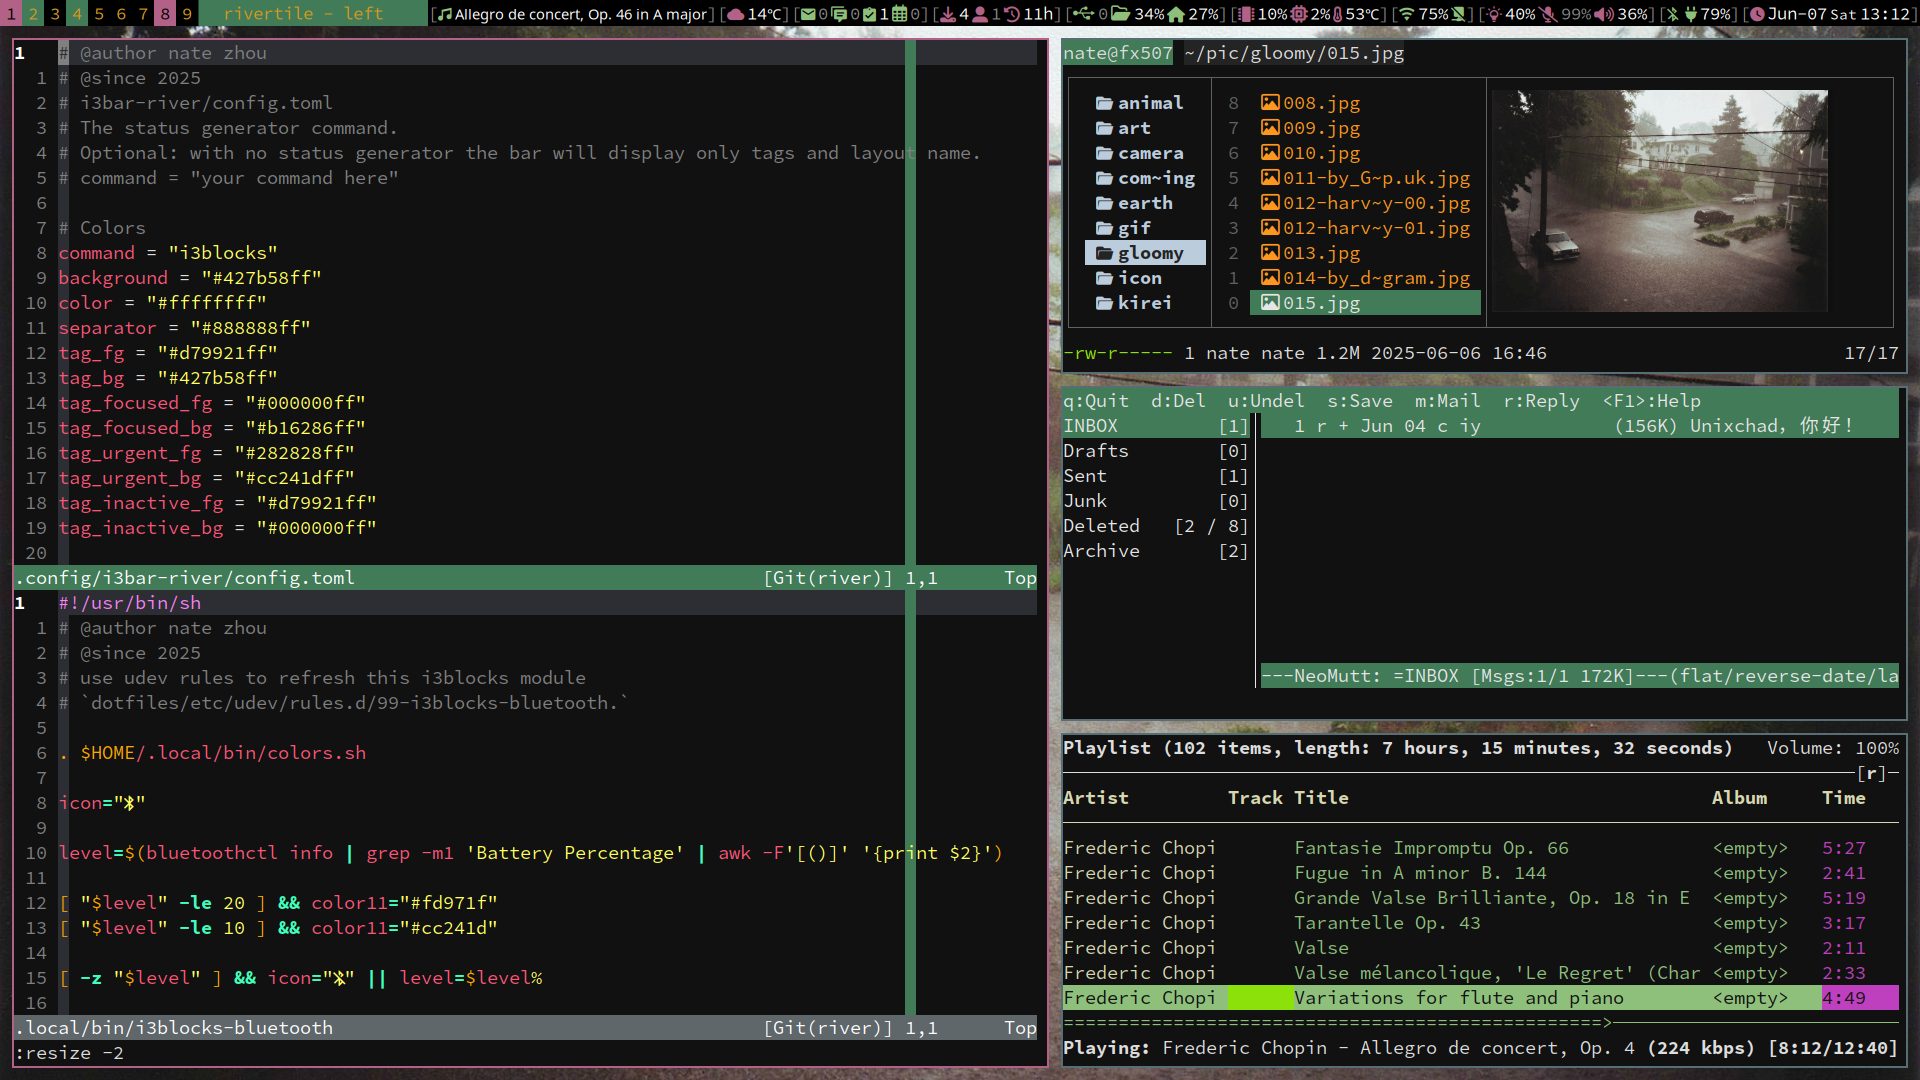 1 2 3 4 5 6 7 8 9 rivertile - left [Allegro de concert, Op. 46 in A major] [14℃] [0 0 1 0] [4 1 11h] [0 34% 27%] [10% 2% 53℃] [75%] [40% 99% 36%] [79%] [Jun-07 Sat 13:12]
1 # @author nate zhou
1 # @since 2025
2 # i3bar-river/config.toml
3 # The status generator command.
4 # Optional: with no status generator the bar will display only tags and layout name.
5 # command = "your command here"
6
7 # Colors
8 command = "i3blocks"
9 background = "#427b58ff"
10 color = "#ffffffff"
11 separator = "#888888ff"
12 tag_fg = "#d79921ff"
13 tag_bg = "#427b58ff"
14 tag_focused_fg = "#000000ff"
15 tag_focused_bg = "#b16286ff"
16 tag_urgent_fg = "#282828ff"
17 tag_urgent_bg = "#cc241dff"
18 tag_inactive_fg = "#d79921ff"
19 tag_inactive_bg = "#000000ff"
20
.config/i3bar-river/config.toml [Git(river)] 1,1 Top
1 #!/usr/bin/sh
1 # @author nate zhou
2 # @since 2025
3 # use udev rules to refresh this i3blocks module
4 # `dotfiles/etc/udev/rules.d/99-i3blocks-bluetooth.`
5
6 . $HOME/.local/bin/colors.sh
7
8 icon=""
9
10 level=$(bluetoothctl info | grep -m1 'Battery Percentage' | awk -F'[()]' '{print $2}')
11
12 [ "$level" -le 20 ] && color11="#fd971f"
13 [ "$level" -le 10 ] && color11="#cc241d"
14
15 [ -z "$level" ] && icon="" || level=$level%
16
.local/bin/i3blocks-bluetooth [Git(river)] 1,1 Top
:resize -2
nate@fx507 ~/pic/gloomy/015.jpg
animal 8 008.jpg
art 7 009.jpg
camera 6 010.jpg
com~ing 5 011-by_G~p.uk.jpg
earth 4 012-harv~y-00.jpg
gif 3 012-harv~y-01.jpg
gloomy 2 013.jpg
icon 1 014-by_d~gram.jpg
kirei 0 015.jpg
-rw-r----- 1 nate nate 1.2M 2025-06-06 16:46 17/17
q:Quit d:Del u:Undel s:Save m:Mail r:Reply <F1>:Help
INBOX [1] 1 r + Jun 04 c iy (156K) Unixchad, 你好!
Drafts [0]
Sent [1]
Junk [0]
Deleted [2 / 8]
Archive [2]
---NeoMutt: =INBOX [Msgs:1/1 172K]---(flat/reverse-date/la
Playlist (102 items, length: 7 hours, 15 minutes, 32 seconds) Volume: 100%
[r]
Artist Track Title Album Time
Frederic Chopi Fantasie Impromptu Op. 66 <empty> 5:27
Frederic Chopi Fugue in A minor B. 144 <empty> 2:41
Frederic Chopi Grande Valse Brilliante, Op. 18 in E <empty> 5:19
Frederic Chopi Tarantelle Op. 43 <empty> 3:17
Frederic Chopi Valse <empty> 2:11
Frederic Chopi Valse mélancolique, 'Le Regret' (Char <empty> 2:33
Frederic Chopi Variations for flute and piano <empty> 4:49
Playing: Frederic Chopin - Allegro de concert, Op. 4 (224 kbps) [8:12/12:40]